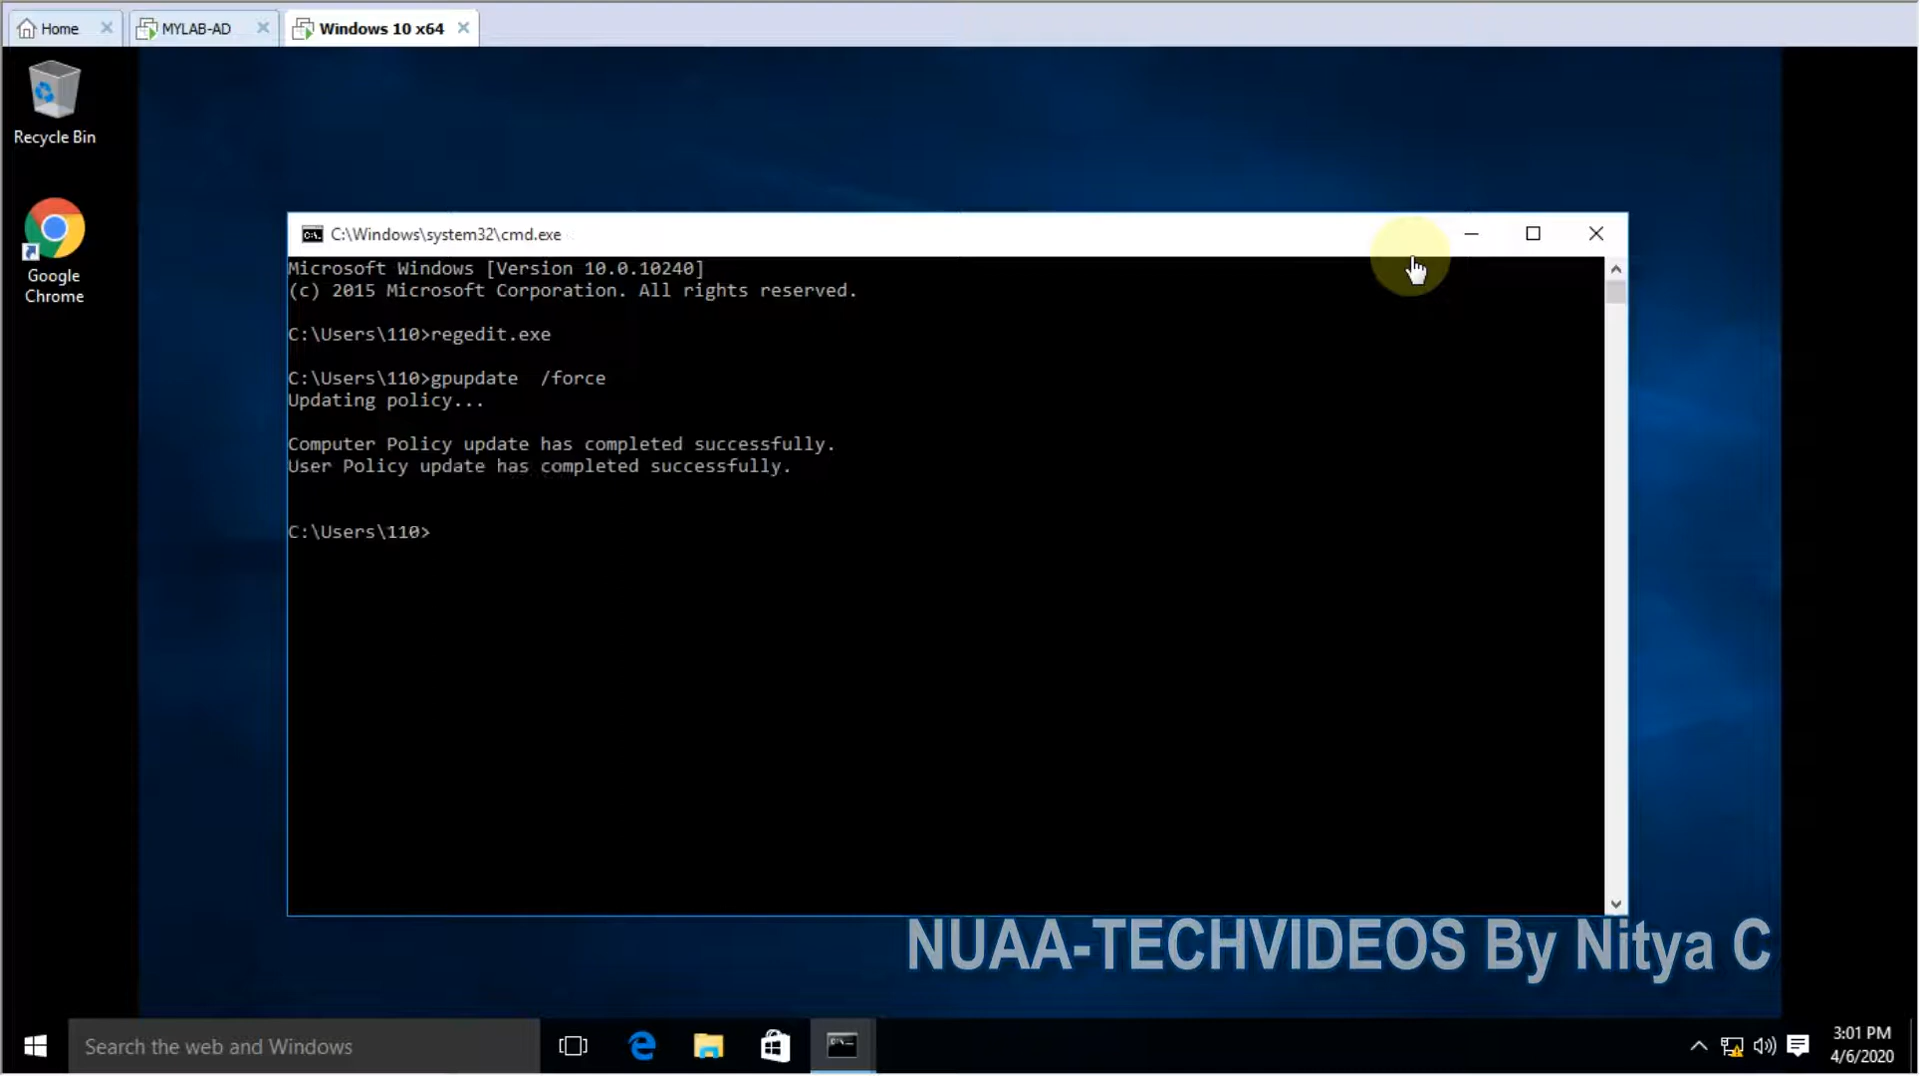 Home
MYLAB-AD
Windows 10 x64
Recycle Bin
Google
Chrome
C:\Windows\system32\cmd.exe
Microsoft Windows [Version 10.0.10240]
(c) 2015 Microsoft Corporation. All rights reserved.
C:\Users\110>regedit.exe
C:\Users\110>gpupdate  /force
Updating policy...
Computer Policy update has completed successfully.
User Policy update has completed successfully.
C:\Users\110>
NUAA-TECHVIDEOS By Nitya C
Search the web and Windows
3:01 PM
4/6/2020